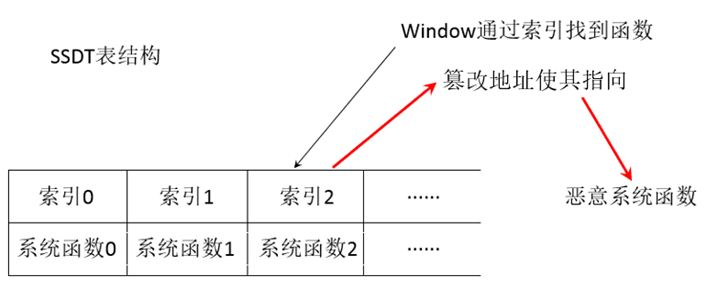 Window通过索引找到函数
SSDT表结构
篡改地址使其指向
索引0 索引1 索引2 ……
恶意系统函数
系统函数0 系统函数1 系统函数2 ……